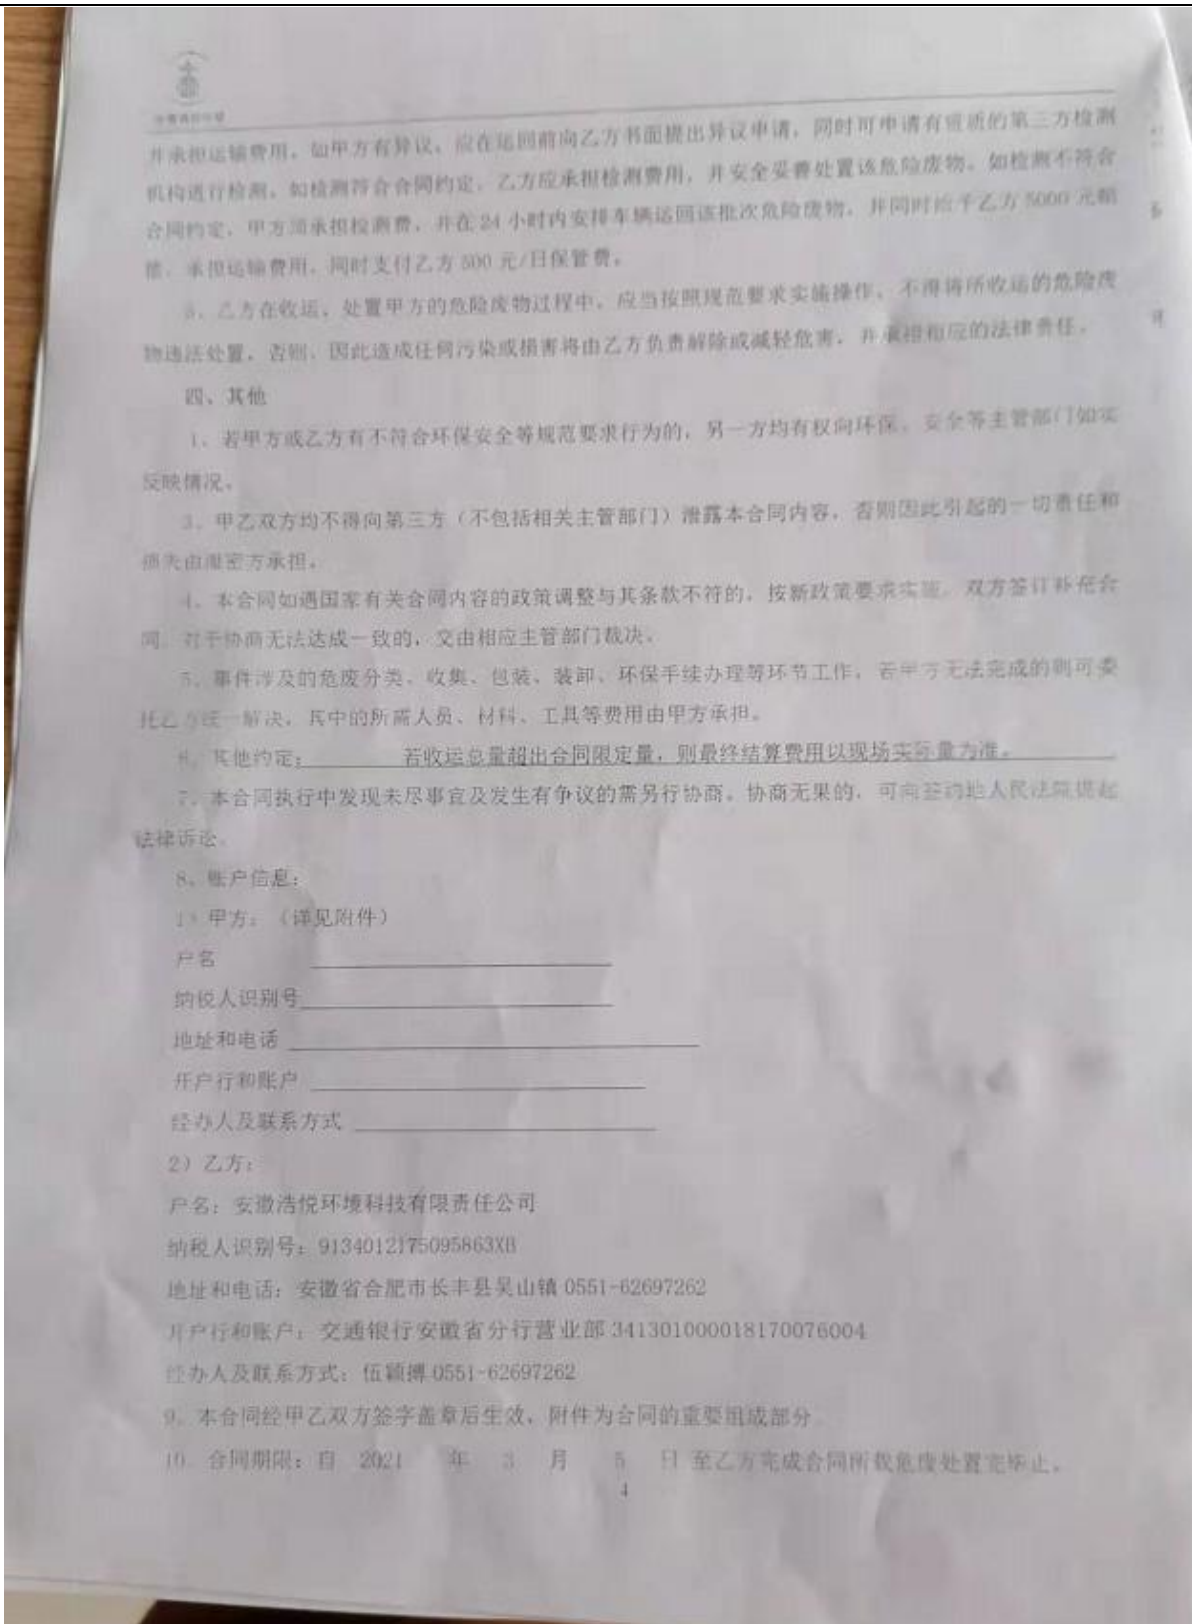 并承担运输费用。如甲方有异议,应在运回前向乙方书面提出异议申请,同时可申请有资质的第三方检测
机构进行检测。如检测符合合同约定,乙方应承担检测费用,并安全妥善处置该危险废物。如检测不符合
合同约定,甲方须承担检测费,并在24小时内安排车辆运回该批次危险废物,并同时给予乙方5000元赔
偿、承担运输费用,同时支付乙方500元/日保管费。
乙方在收运、处置甲方的危险废物过程中,应当按照规范要求实施操作,不得将所收运的危险废
物违法处置。否则,因此造成任何污染或损害将由乙方负责解除或减轻危害,并承担相应的法律责任。
四、其他
1、若甲方或乙方有不符合环保安全等规范要求行为的,另一方均有权向环保、安全等主管部门如实
反映情况。
3、甲乙双方均不得向第三方(不包括相关主管部门)泄露本合同内容,否则因此引起的一切责任和
损失由泄密方承担。
4、本合同如遇国家有关合同内容的政策调整与其条款不符的,按新政策要求实施。双方签订补充合
同。对于协商无法达成一致的,交由相应主管部门裁决。
5、事件涉及的危废分类、收集、包装、装卸、环保手续办理等环节工作,若甲方无法完成的则可委
托乙方统一解决,其中的所需人员、材料、工具等费用由甲方承担。
6、其他约定:若收运总量超出合同限定量,则最终结算费用以现场实际量为准。
7、本合同执行中发现未尽事宜及发生有争议的需另行协商。协商无果的,可向签约地人民法院提起
法律诉讼。
8、账户信息:
1)甲方:(详见附件)
户名
纳税人识别号
地址和电话
开户行和账户
经办人及联系方式
2)乙方:
户名:安徽浩悦环境科技有限责任公司
纳税人识别号:9134012175095863XB
地址和电话:安徽省合肥市长丰县吴山镇 0551-62697262
开户行和账户:交通银行安徽省分行营业部 341301000018170076004
经办人及联系方式:伍颖搏 0551-62697262
9、本合同经甲乙双方签字盖章后生效,附件为合同的重要组成部分
10、合同期限:自 2021 年 3 月 5 日至乙方完成合同所载危废处置完毕止。
4